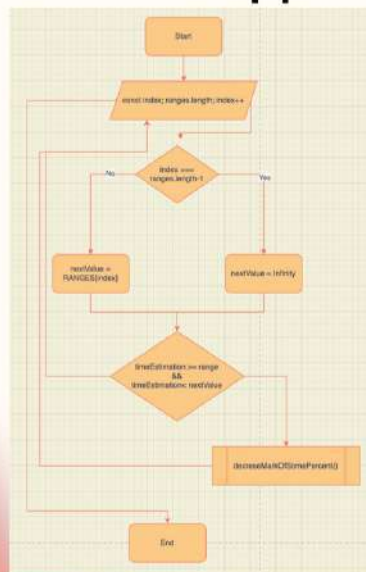 Start
const index; ranges.length; index++
index ===
ranges.length-1
No
Yes
nextValue =
RANGES[index]
nextValue = Infinity
timeEstimation >= range
&&
timeEstimation< nextValue
End